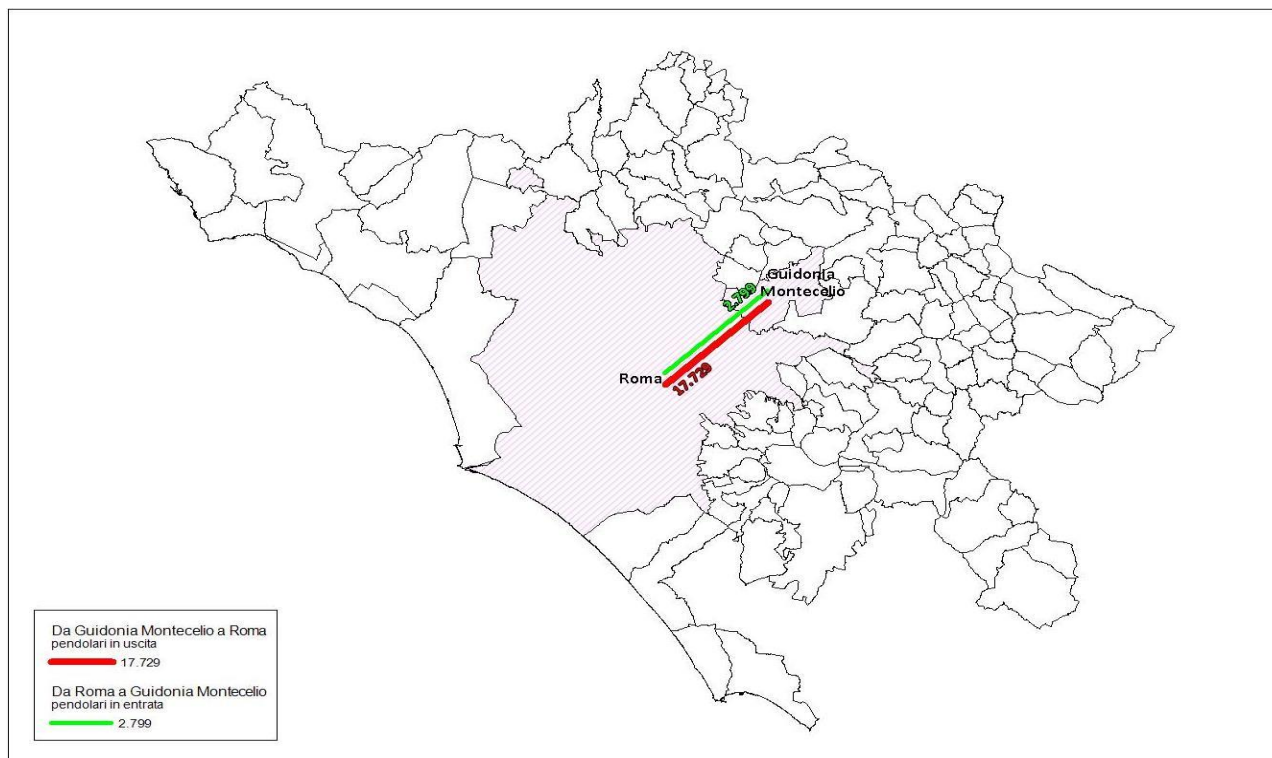 Guidonia
Montecelio
2.799
Roma
17.729
Da Guidonia Montecelio a Roma
pendolari in uscita
17.729
Da Roma a Guidonia Montecelio
pendolari in entrata
2.799